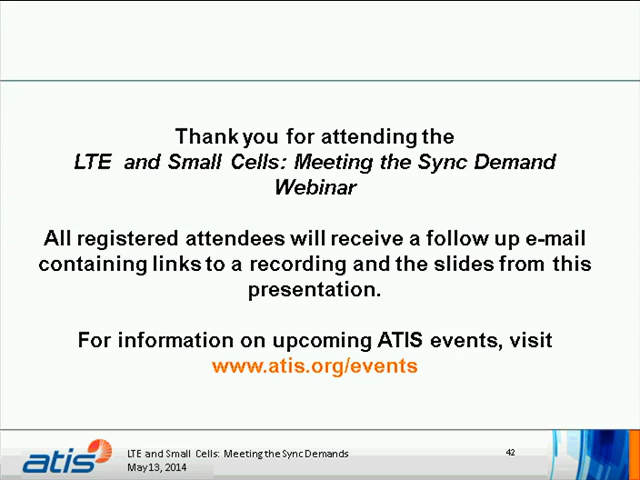 Thank you for attending the
LTE and Small Cells: Meeting the Sync Demand
Webinar
All registered attendees will receive a follow up e-mail
containing links to a recording and the slides from this
presentation.
For information on upcoming ATIS events, visit
www.atis.org/events
atis
LTE and Small Cells: Meeting the Sync Demands
May 13, 2014
42